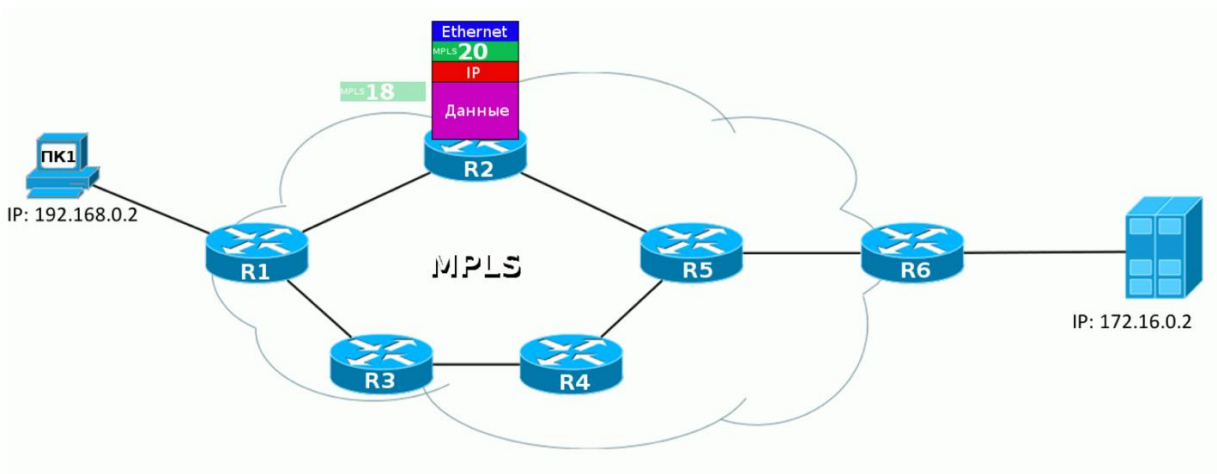 Ethernet
MPLS 20
IP
MPLS 18
Данные
ПК1
R2
IP: 192.168.0.2
R1
MPLS
R5
R6
IP: 172.16.0.2
R3
R4